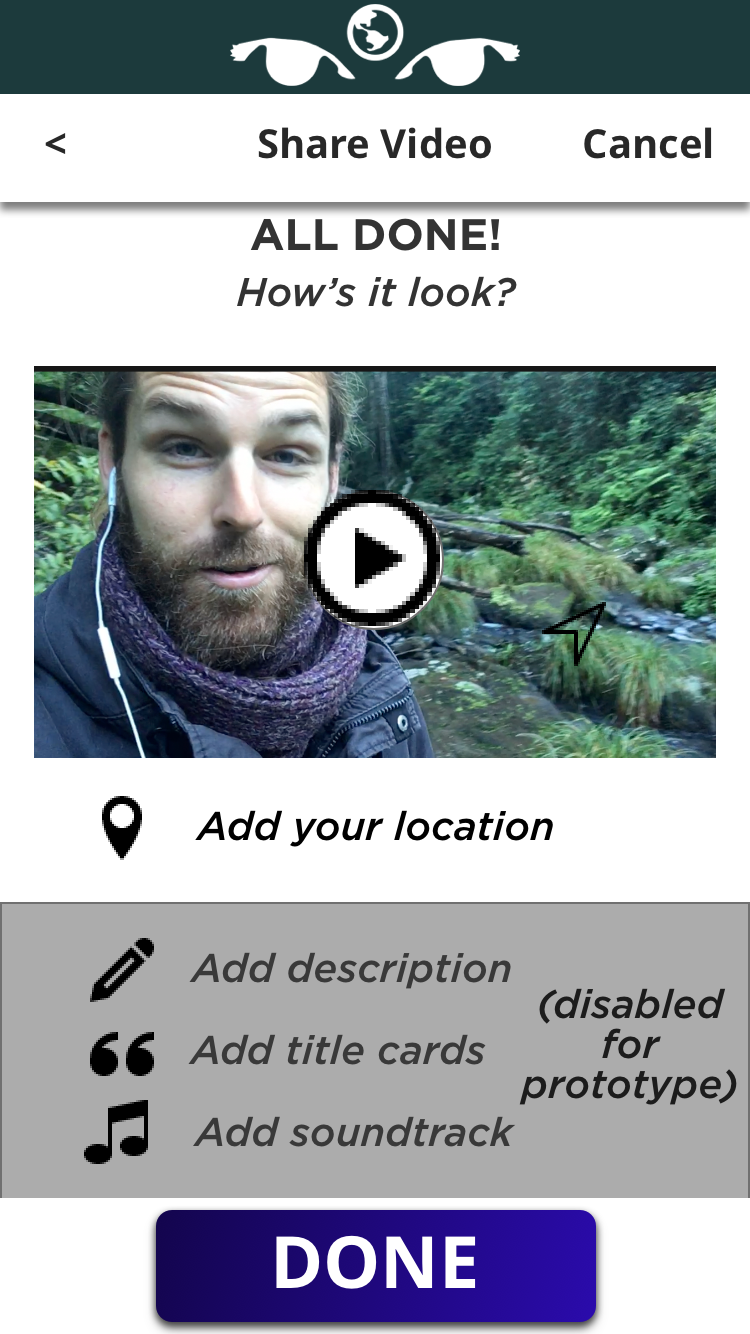 < Share Video Cancel
ALL DONE!
How’s it look?
Add your location
Add description
Add title cards
Add soundtrack
(disabled
for
prototype)
DONE